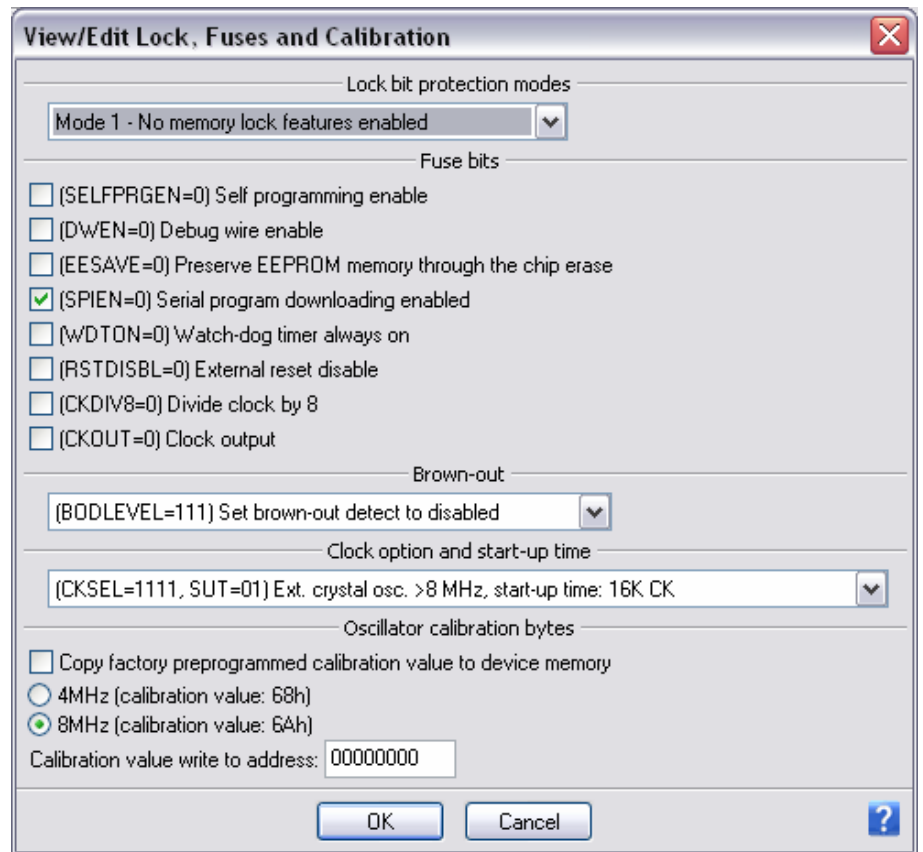 View/Edit Lock, Fuses and Calibration
Lock bit protection modes
Mode 1 - No memory lock features enabled
Fuse bits
(SELFPRGEN=0) Self programming enable
(DWEN=0) Debug wire enable
(EESAVE=0) Preserve EEPROM memory through the chip erase
(SPIEN=0) Serial program downloading enabled
(WDTON=0) Watch-dog timer always on
(RSTDISBL=0) External reset disable
(CKDIV8=0) Divide clock by 8
(CKOUT=0) Clock output
Brown-out
(BODLEVEL=111) Set brown-out detect to disabled
Clock option and start-up time
(CKSEL=1111, SUT=01) Ext. crystal osc. >8 MHz, start-up time: 16K CK
Oscillator calibration bytes
Copy factory preprogrammed calibration value to device memory
4MHz (calibration value: 68h)
8MHz (calibration value: 6Ah)
Calibration value write to address: 00000000
OK Cancel ?